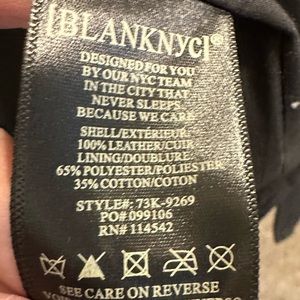 [BLANKNYC]®
DESIGNED FOR YOU
BY OUR NYC TEAM
IN THE CITY THAT
NEVER SLEEPS.
BECAUSE WE CARE
SHELL/EXTÉRIEUR:
100% LEATHER/CUIR
LINING/DOUBLURE:
65% POLYESTER/POLIESTER
35% COTTON/COTON
STYLE#: 73K-9269
PO# 099106
RN# 114542
SEE CARE ON REVERSE